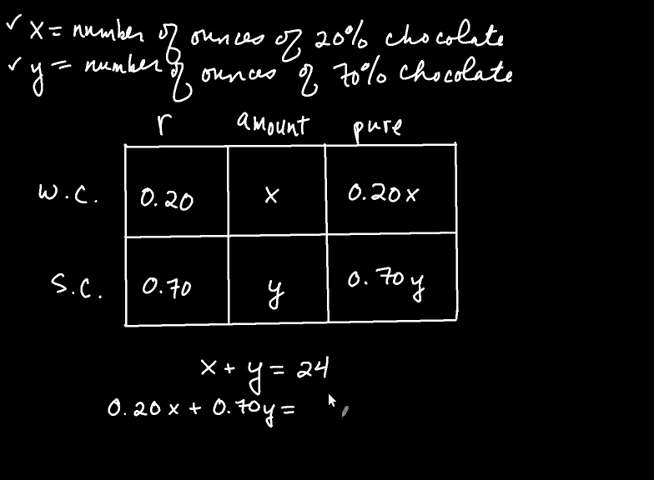 ✓ x = number of ounces of 20% chocolate
✓ y = number of ounces of 70% chocolate
r amount pure
W.C. 0.20 x 0.20x
S.C. 0.70 y 0.70y
x + y = 24
0.20x + 0.70y =